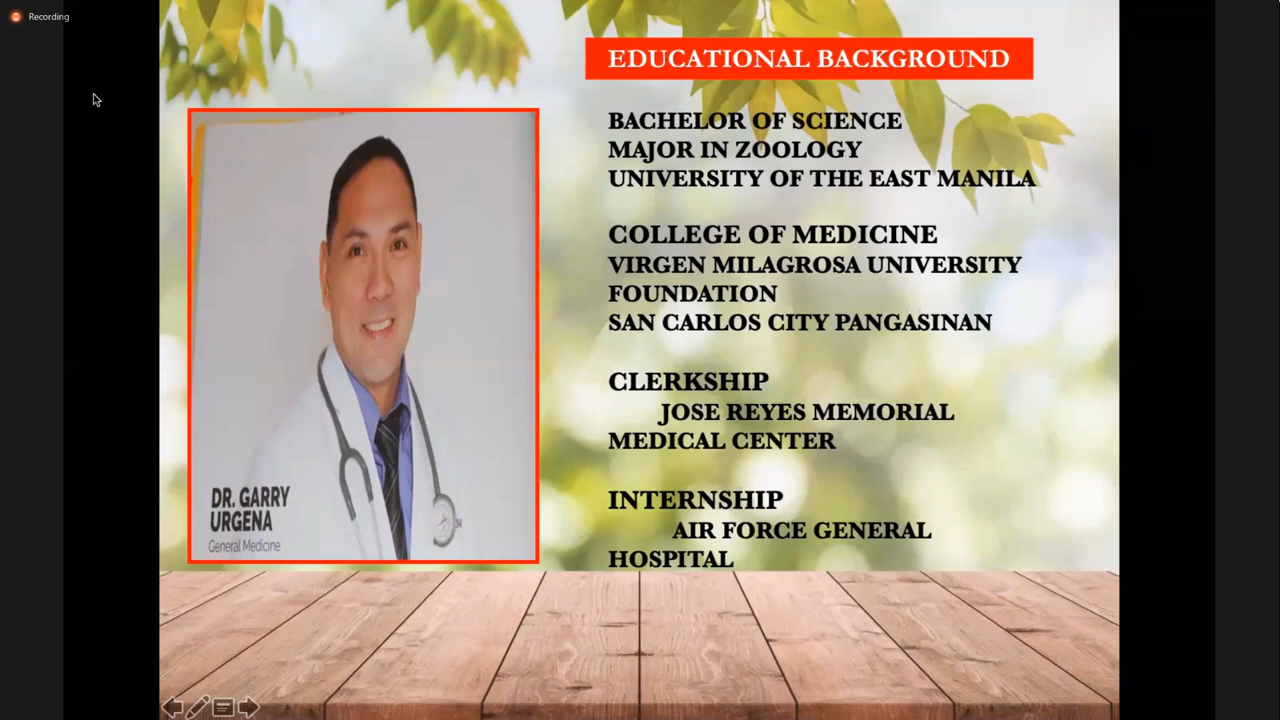 Recording
EDUCATIONAL BACKGROUND
BACHELOR OF SCIENCE
MAJOR IN ZOOLOGY
UNIVERSITY OF THE EAST MANILA
COLLEGE OF MEDICINE
VIRGEN MILAGROSA UNIVERSITY
FOUNDATION
SAN CARLOS CITY PANGASINAN
CLERKSHIP
JOSE REYES MEMORIAL
MEDICAL CENTER
INTERNSHIP
AIR FORCE GENERAL
HOSPITAL
DR. GARRY
URGENA
General Medicine